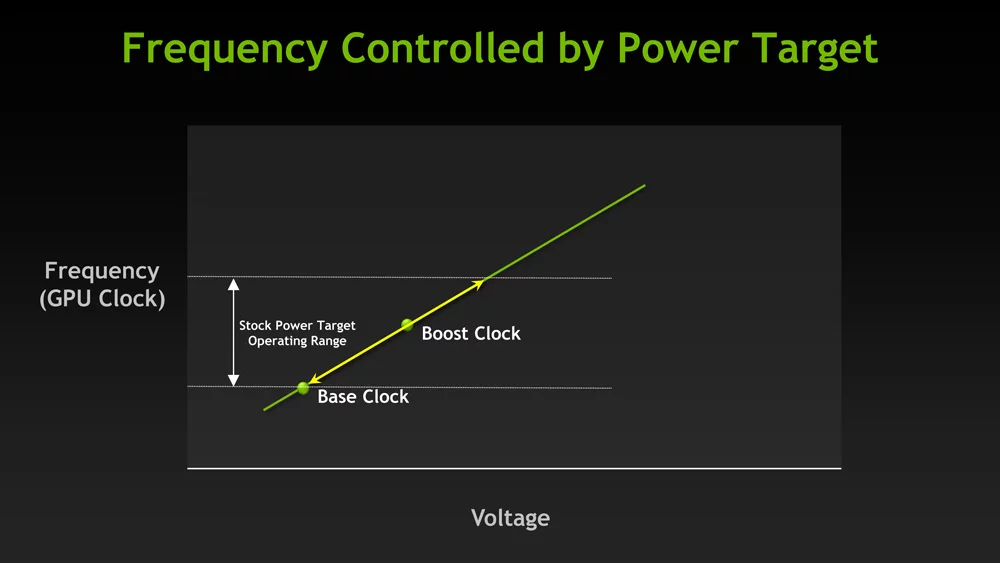 Frequency Controlled by Power Target
Frequency
(GPU Clock)
Stock Power Target
Operating Range
Boost Clock
Base Clock
Voltage